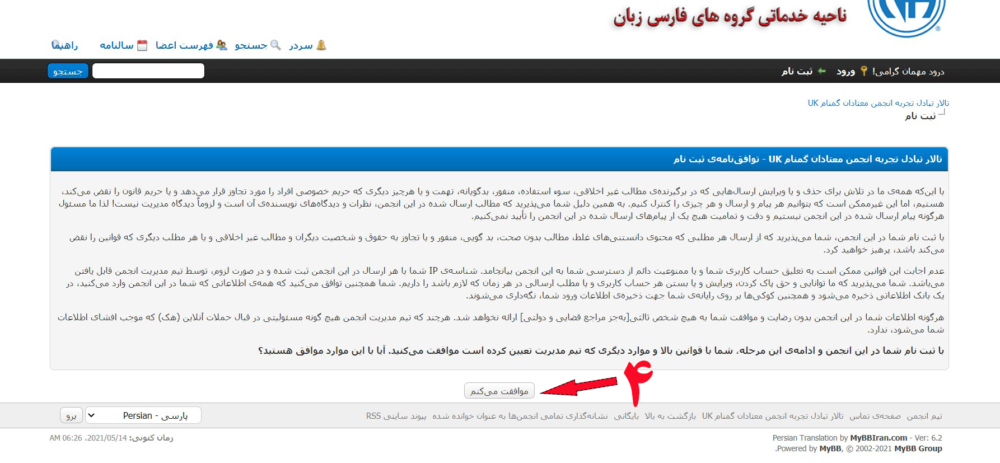 ناحیه خدماتی گروه های فارسی زبان
NA ®
سردر جستجو فهرست اعضا سالنامه راهنما
درود مهمان گرامی! ورود ثبت نام جستجو
تالار تبادل تجربه انجمن معتادان گمنام UK
ثبت نام
تالار تبادل تجربه انجمن معتادان گمنام UK - توافق‌نامه‌ی ثبت نام
با این‌که همه‌ی ما در تلاش برای حذف و یا ویرایش ارسال‌هایی که در برگیرنده‌ی مطالب غیر اخلاقی، سوء استفاده، منفور، بدگویانه، تهمت و یا هرچیز دیگری که حریم خصوصی افراد را مورد تجاوز قرار می‌دهد و یا حریم قانون را نقض می‌کند،
هستیم، اما این غیرممکن است که بتوانیم هر پیام و ارسال و هر چیزی را کنترل کنیم. به همین دلیل شما می‌پذیرید که مطالب ارسال شده در این انجمن، نظرات و دیدگاه‌های نویسنده‌ی آن است و لزوماً دیدگاه مدیریت نیست! لذا ما مسئول
هرگونه پیام ارسال شده در این انجمن نیستیم و دقت و تمامیت هیچ یک ار پیام‌های ارسال شده در این انجمن را تأیید نمی‌کنیم.
با ثبت نام شما در این انجمن، شما می‌پذیرید که از ارسال هر مطلبی که محتوی دانستنی‌های غلط، مطالب بدون صحت، بد گویی، منفور و یا تجاوز به حقوق و شخصیت دیگران و مطالب غیر اخلاقی و یا هر مطلب دیگری که قوانین را نقض
می‌کند باشد، پرهیز خواهید کرد.
عدم اجابت این قوانین ممکن است به تعلیق حساب کاربری شما و یا ممنوعیت دائم از دسترسی شما به این انجمن بیانجامد. شناسه‌ی IP شما با هر ارسال در این انجمن ثبت شده و در صورت لزوم، توسط تیم مدیریت انجمن قابل یافتن
می‌باشد. شما می‌پذیرید که ما توانایی و حق پاک کردن، ویرایش و یا بستن هر حساب کاربری و یا مطلب ارسالی در هر زمان که لازم باشد را داریم. شما همچنین توافق می‌کنید که همه‌ی اطلاعاتی که شما در این انجمن وارد می‌کنید، در
یک بانک اطلاعاتی ذخیره می‌شود و همچنین کوکی‌ها بر روی رایانه‌ی شما جهت ذخیره‌ی اطلاعات ورود شما، نگه‌داری می‌شوند.
هرگونه اطلاعات شما در این انجمن بدون رضایت و موافقت شما به هیچ شخص ثالثی[به‌جز مراجع قضایی و دولتی] ارائه نخواهد شد. هرچند که تیم مدیریت انجمن هیچ گونه مسئولیتی در قبال حملات آنلاین (هک) که موجب افشای اطلاعات
شما می‌شود، ندارد.
با ثبت نام شما در این انجمن و ادامه‌ی این مرحله، شما با قوانین بالا و موارد دیگری که تیم مدیریت تعیین کرده است موافقت می‌کنید. آیا با این موارد موافق هستید؟
۴
موافقت می‌کنم
تیم انجمن صفحه‌ی تماس تالار تبادل تجربه انجمن معتادان گمنام UK بازگشت به بالا بایگانی نشانه‌گذاری تمامی انجمن‌ها به عنوان خوانده شده پیوند سایتی RSS پارسی - Persian برو
Persian Translation by MyBBIran.com - Ver: 6.2
زمان کنونی: 2021/05/14، 06:26 AM
Powered by MyBB, © 2002-2021 MyBB Group.